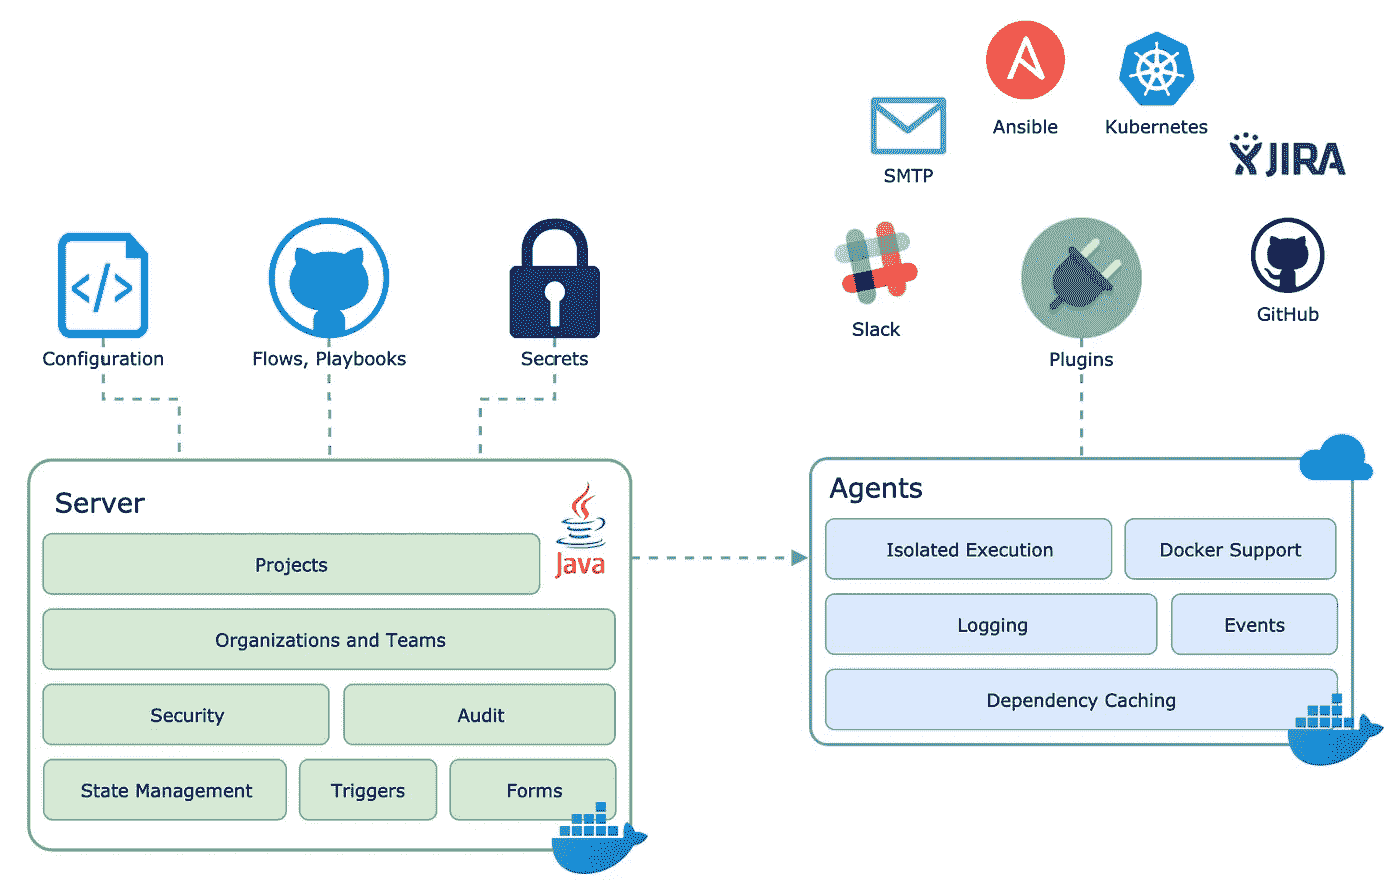 Ansible
Kubernetes
SMTP
JIRA
Slack
GitHub
Configuration
Flows, Playbooks
Secrets
Plugins
Server
Java
Projects
Organizations and Teams
Security
Audit
State Management
Triggers
Forms
Agents
Isolated Execution
Docker Support
Logging
Events
Dependency Caching